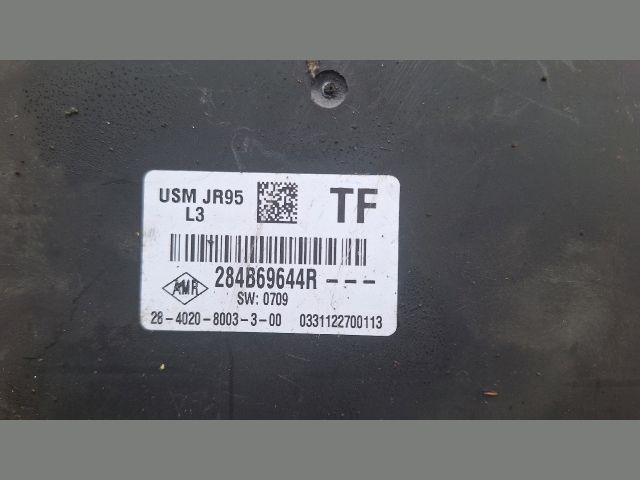 USM JR95
L3
TF
284B69644R---
AMR
SW: 0709
28-4020-8003-3-00 0331122700113